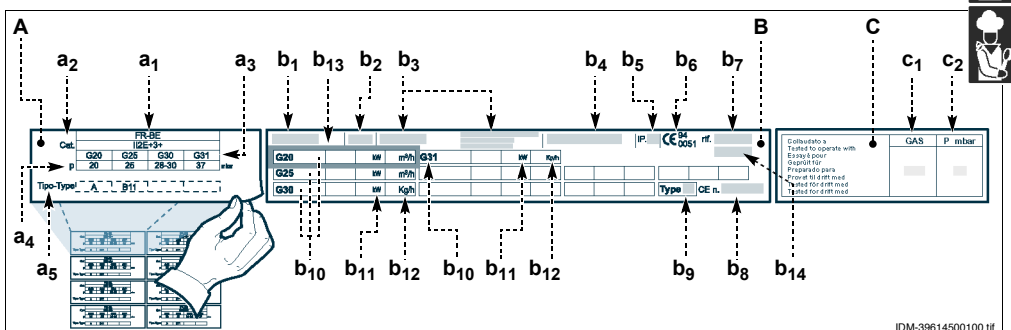 A B C
a2 a1 a3 b1 b13 b2 b3 b4 b5 b6 b7 c1 c2
FR-BE
Cat. II2E+3+
G20 G25 G30 G31
p 20 25 28-30 37 mbar
Tipo-Type A B11
a4
a5
IP. CE 94 0051 rif.
G20 kW m³/h G31 kW Kg/h
G25 kW m³/h
G30 kW Kg/h Type CE n.
b10 b11 b12 b10 b11 b12 b9 b8 b14
Collaudato a
Tested to operate with
Essayé pour
Geprüft für
Preparado para
Provet til drift med
Tested för drift med
Tested for drift med
GAS P mbar
IDM-39614500100.tif